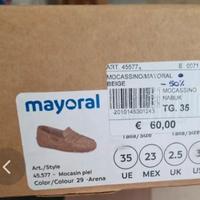 ART. 45577
MOCASSINO/MAYORAL
BEIGE
- 50%
MOCASSINO
NABUK
2010145301243
TG. 35
€ 60,00
mayoral
Art./Style
45.577 - Mocasin piel
Color/Colour 29 -Arena
35
23
2.5
UE
MEX
UK